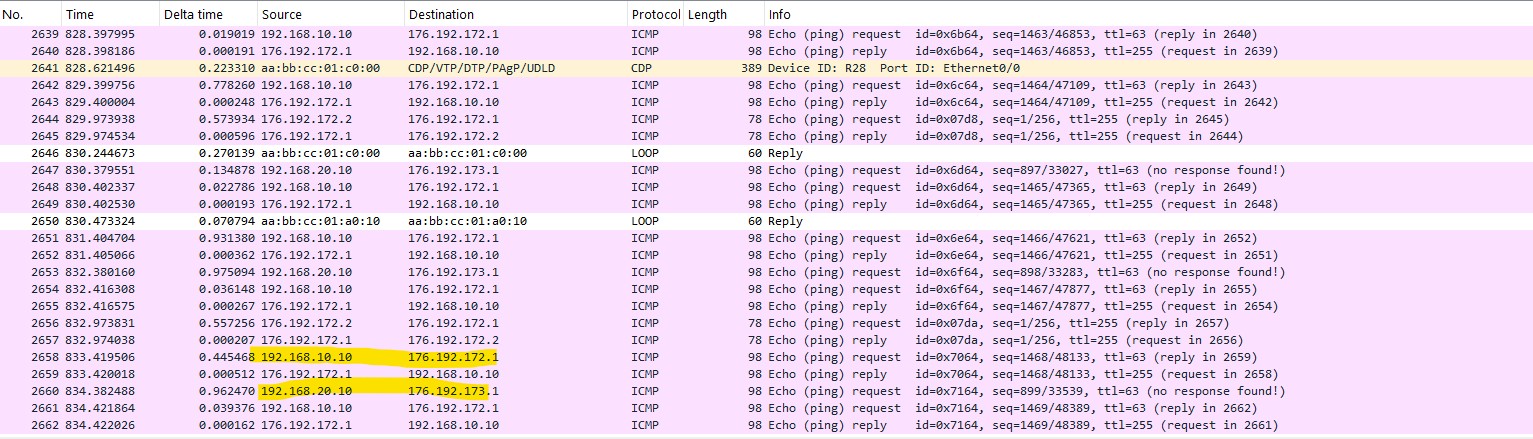 No. Time Delta time Source Destination Protocol Length Info
2639 828.397995 0.019019 192.168.10.10 176.192.172.1 ICMP 98 Echo (ping) request id=0x6b64, seq=1463/46853, ttl=63 (reply in 2640)
2640 828.398186 0.000191 176.192.172.1 192.168.10.10 ICMP 98 Echo (ping) reply id=0x6b64, seq=1463/46853, ttl=255 (request in 2639)
2641 828.621496 0.223310 aa:bb:cc:01:c0:00 CDP/VTP/DTP/PAgP/UDLD CDP 389 Device ID: R28 Port ID: Ethernet0/0
2642 829.399756 0.778260 192.168.10.10 176.192.172.1 ICMP 98 Echo (ping) request id=0x6c64, seq=1464/47109, ttl=63 (reply in 2643)
2643 829.400004 0.000248 176.192.172.1 192.168.10.10 ICMP 98 Echo (ping) reply id=0x6c64, seq=1464/47109, ttl=255 (request in 2642)
2644 829.973938 0.573934 176.192.172.2 176.192.172.1 ICMP 78 Echo (ping) request id=0x07d8, seq=1/256, ttl=255 (reply in 2645)
2645 829.974534 0.000596 176.192.172.1 176.192.172.2 ICMP 78 Echo (ping) reply id=0x07d8, seq=1/256, ttl=255 (request in 2644)
2646 830.244673 0.270139 aa:bb:cc:01:c0:00 aa:bb:cc:01:c0:00 LOOP 60 Reply
2647 830.379551 0.134878 192.168.20.10 176.192.173.1 ICMP 98 Echo (ping) request id=0x6d64, seq=897/33027, ttl=63 (no response found!)
2648 830.402337 0.022786 192.168.10.10 176.192.172.1 ICMP 98 Echo (ping) request id=0x6d64, seq=1465/47365, ttl=63 (reply in 2649)
2649 830.402530 0.000193 176.192.172.1 192.168.10.10 ICMP 98 Echo (ping) reply id=0x6d64, seq=1465/47365, ttl=255 (request in 2648)
2650 830.473324 0.070794 aa:bb:cc:01:a0:10 aa:bb:cc:01:a0:10 LOOP 60 Reply
2651 831.404704 0.931380 192.168.10.10 176.192.172.1 ICMP 98 Echo (ping) request id=0x6e64, seq=1466/47621, ttl=63 (reply in 2652)
2652 831.405066 0.000362 176.192.172.1 192.168.10.10 ICMP 98 Echo (ping) reply id=0x6e64, seq=1466/47621, ttl=255 (request in 2651)
2653 832.380160 0.975094 192.168.20.10 176.192.173.1 ICMP 98 Echo (ping) request id=0x6f64, seq=898/33283, ttl=63 (no response found!)
2654 832.416308 0.036148 192.168.10.10 176.192.172.1 ICMP 98 Echo (ping) request id=0x6f64, seq=1467/47877, ttl=63 (reply in 2655)
2655 832.416575 0.000267 176.192.172.1 192.168.10.10 ICMP 98 Echo (ping) reply id=0x6f64, seq=1467/47877, ttl=255 (request in 2654)
2656 832.973831 0.557256 176.192.172.2 176.192.172.1 ICMP 78 Echo (ping) request id=0x07da, seq=1/256, ttl=255 (reply in 2657)
2657 832.974038 0.000207 176.192.172.1 176.192.172.2 ICMP 78 Echo (ping) reply id=0x07da, seq=1/256, ttl=255 (request in 2656)
2658 833.419506 0.445468 192.168.10.10 176.192.172.1 ICMP 98 Echo (ping) request id=0x7064, seq=1468/48133, ttl=63 (reply in 2659)
2659 833.420018 0.000512 176.192.172.1 192.168.10.10 ICMP 98 Echo (ping) reply id=0x7064, seq=1468/48133, ttl=255 (request in 2658)
2660 834.382488 0.962470 192.168.20.10 176.192.173.1 ICMP 98 Echo (ping) request id=0x7164, seq=899/33539, ttl=63 (no response found!)
2661 834.421864 0.039376 192.168.10.10 176.192.172.1 ICMP 98 Echo (ping) request id=0x7164, seq=1469/48389, ttl=63 (reply in 2662)
2662 834.422026 0.000162 176.192.172.1 192.168.10.10 ICMP 98 Echo (ping) reply id=0x7164, seq=1469/48389, ttl=255 (request in 2661)